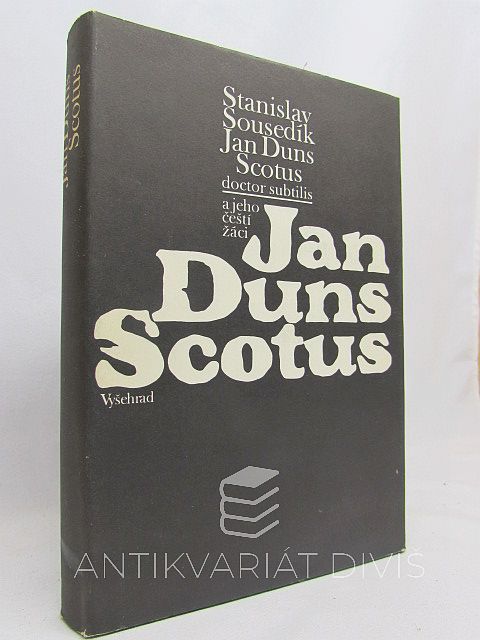 Stanislav
Sousedík
Jan Duns
Scotus
doctor subtilis
a jeho
čeští
žáci
Jan
Duns
Scotus
Vyšehrad
Jan Duns
Scotus
ANTIKVARIÁT DIVIŠ